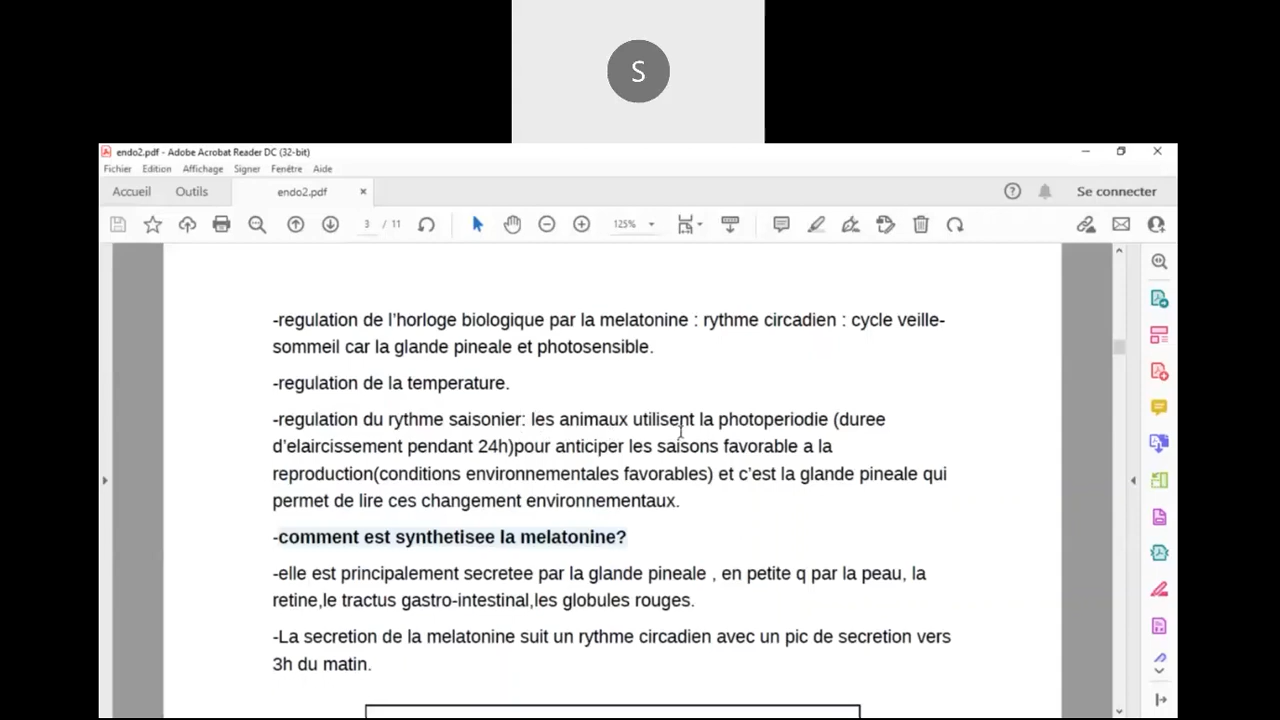 S
endo2.pdf - Adobe Acrobat Reader DC (32-bit)
Fichier Edition Affichage Signer Fenêtre Aide
Accueil Outils endo2.pdf × Se connecter
3 / 11 125%
-regulation de l’horloge biologique par la melatonine : rythme circadien : cycle veille-
sommeil car la glande pineale et photosensible.
-regulation de la temperature.
-regulation du rythme saisonier: les animaux utilisent la photoperiodie (duree
d’elaircissement pendant 24h)pour anticiper les saisons favorable a la
reproduction(conditions environnementales favorables) et c’est la glande pineale qui
permet de lire ces changement environnementaux.
-comment est synthetisee la melatonine?
-elle est principalement secretee par la glande pineale , en petite q par la peau, la
retine,le tractus gastro-intestinal,les globules rouges.
-La secretion de la melatonine suit un rythme circadien avec un pic de secretion vers
3h du matin.